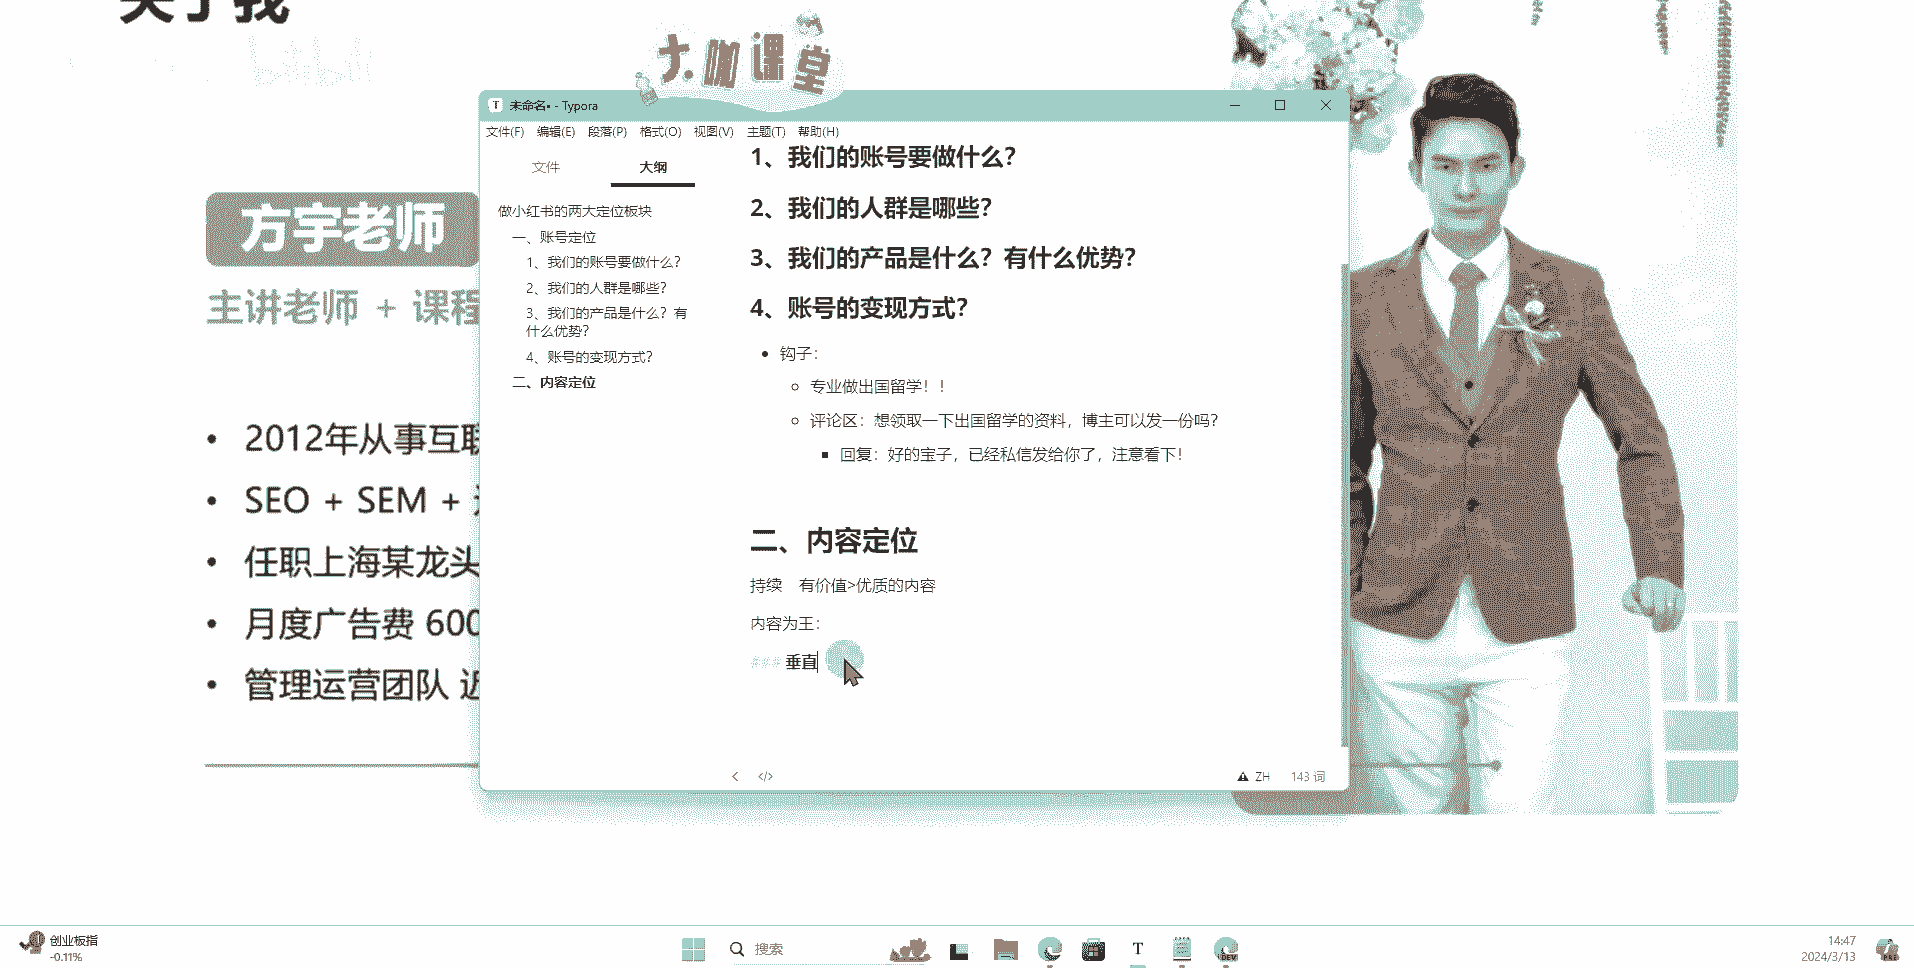 关于我
bilibili
大咖课堂
未命名• - Typora
文件(F) 编辑(E) 段落(P) 格式(O) 视图(V) 主题(T) 帮助(H)
文件 大纲
做小红书的两大定位板块
一、账号定位
1、我们的账号要做什么？
2、我们的人群是哪些？
3、我们的产品是什么？有
什么优势？
4、账号的变现方式？
二、内容定位
1、我们的账号要做什么？
2、我们的人群是哪些？
3、我们的产品是什么？有什么优势？
4、账号的变现方式？
• 钩子：
专业做出国留学！！
评论区：想领取一下出国留学的资料，博主可以发一份吗？
回复：好的宝子，已经私信发给你了，注意看下！
二、内容定位
持续 有价值>优质的内容
内容为王：
### 垂直
ZH 143 词
方宇老师
主讲老师 + 课程
• 2012年从事互联
• SEO + SEM +
• 任职上海某龙头
• 月度广告费 600
• 管理运营团队 近
创业板指
-0.11%
搜索
T
DEV
14:47
2024/3/13
PRE